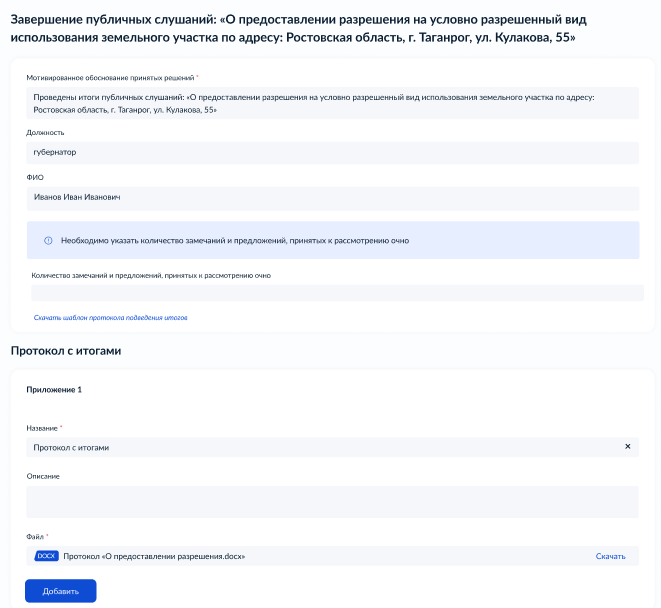 Завершение публичных слушаний: «О предоставлении разрешения на условно разрешенный вид
использования земельного участка по адресу: Ростовская область, г. Таганрог, ул. Кулакова, 55»
Мотивированное обоснование принятых решений *
Проведены итоги публичных слушаний: «О предоставлении разрешения на условно разрешенный вид использования земельного участка по адресу:
Ростовская область, г. Таганрог, ул. Кулакова, 55»
Должность
губернатор
ФИО
Иванов Иван Иванович
Необходимо указать количество замечаний и предложений, принятых к рассмотрению очно
Количество замечаний и предложений, принятых к рассмотрению очно
Скачать шаблон протокола подведения итогов
Протокол с итогами
Приложение 1
Название *
Протокол с итогами
Описание
Файл *
DOCX Протокол «О предоставлении разрешения.docx» Скачать
Добавить